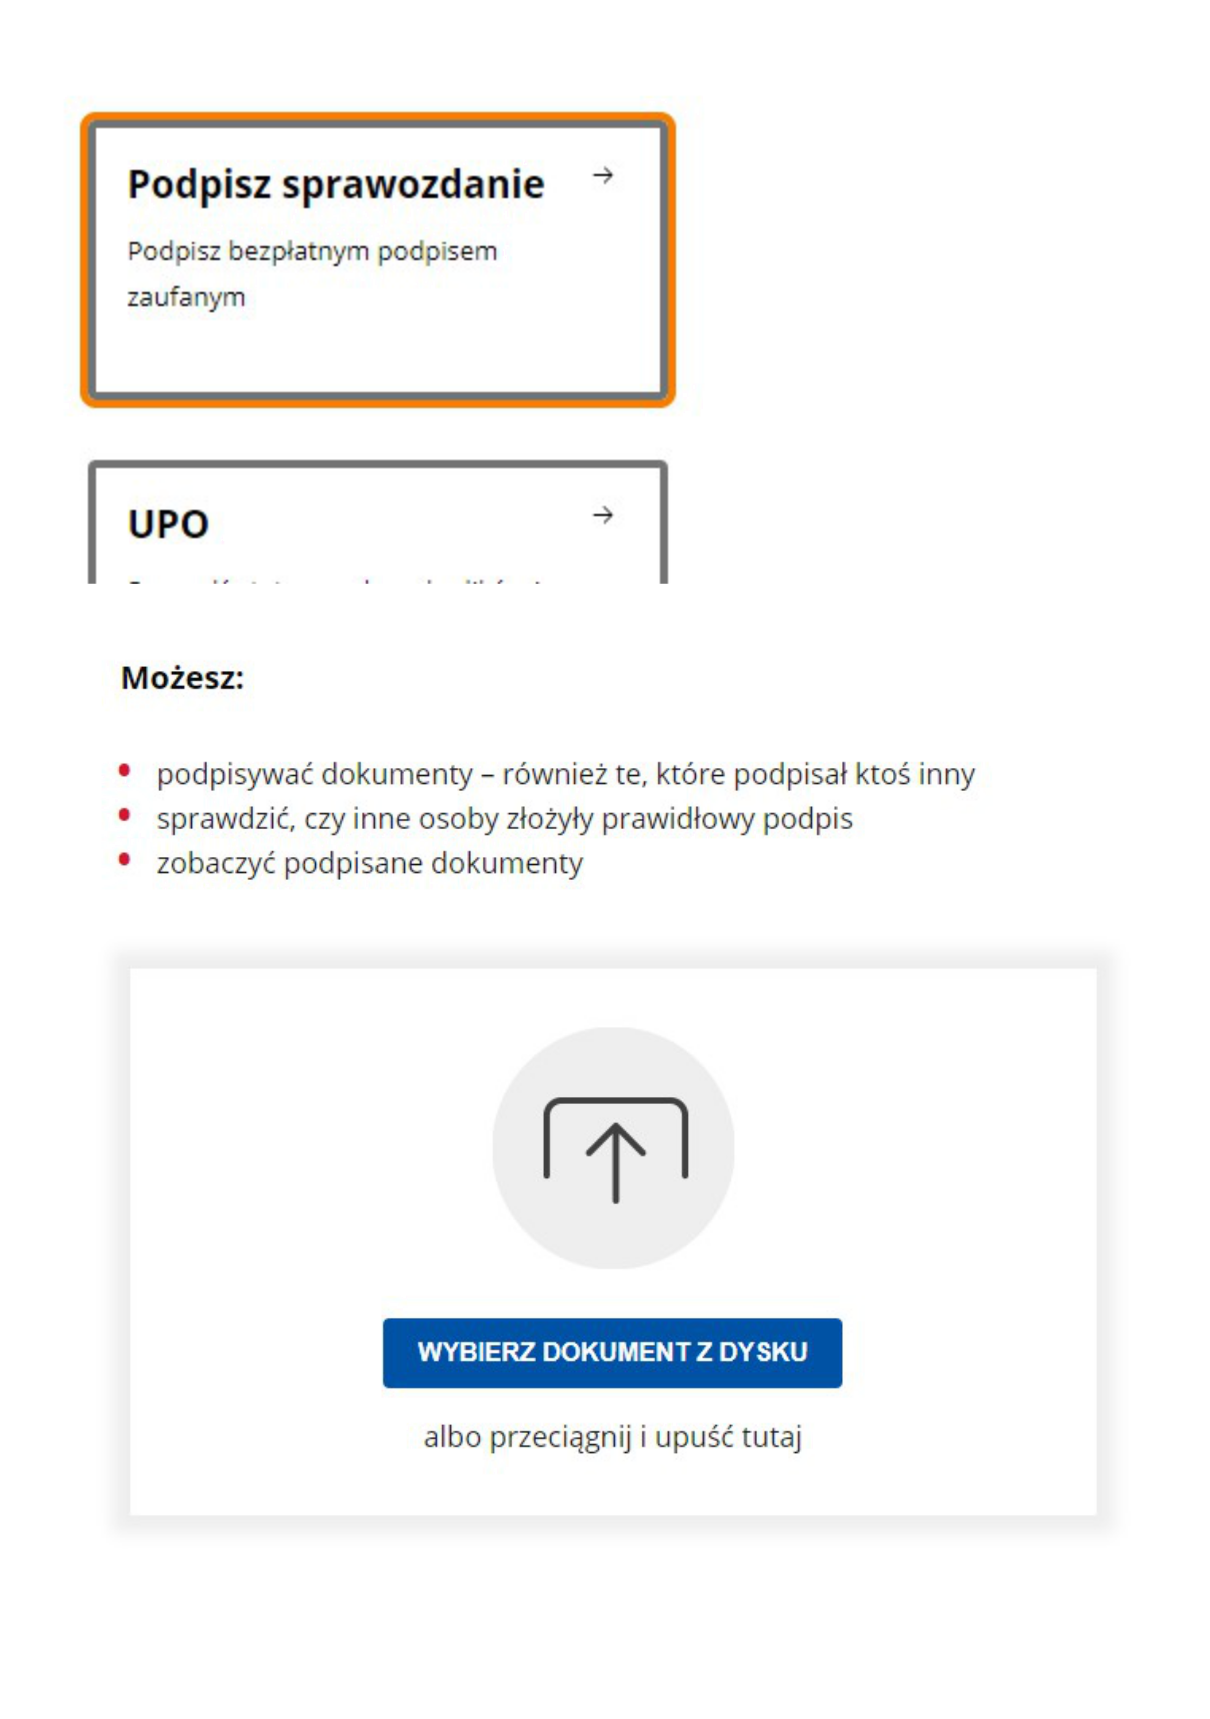 Podpisz sprawozdanie
Podpisz bezpłatnym podpisem
zaufanym
UPO
Możesz:
podpisywać dokumenty – również te, które podpisał ktoś inny
sprawdzić, czy inne osoby złożyły prawidłowy podpis
zobaczyć podpisane dokumenty
WYBIERZ DOKUMENT Z DYSKU
albo przeciągnij i upuść tutaj